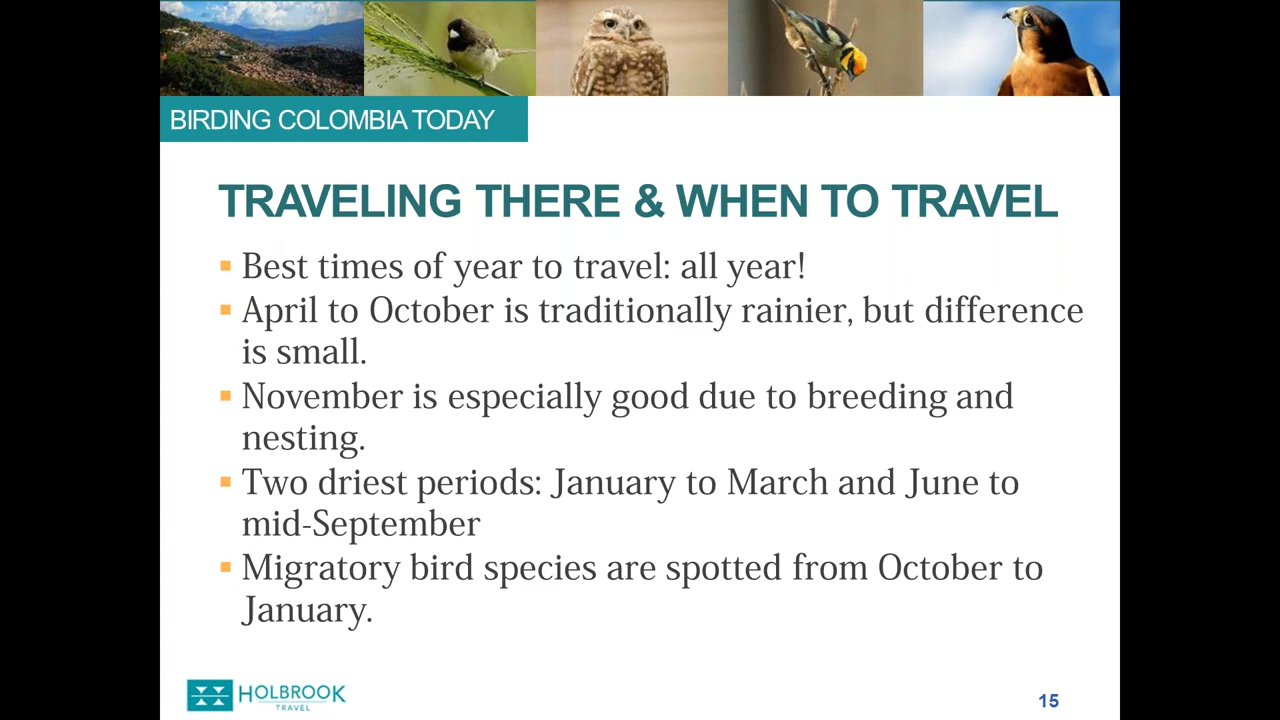 BIRDING COLOMBIA TODAY
TRAVELING THERE & WHEN TO TRAVEL
▪ Best times of year to travel: all year!
▪ April to October is traditionally rainier, but difference
is small.
▪ November is especially good due to breeding and
nesting.
▪ Two driest periods: January to March and June to
mid-September
▪ Migratory bird species are spotted from October to
January.
HOLBROOK
TRAVEL
15